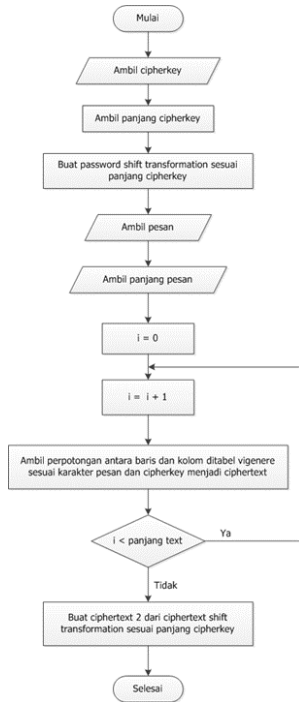 Mulai
Ambil cipherkey
Ambil panjang cipherkey
Buat password shift transformation sesuai
panjang cipherkey
Ambil pesan
Ambil panjang pesan
i = 0
i = i + 1
Ambil perpotongan antara baris dan kolom ditabel vigenere
sesuai karakter pesan dan cipherkey menjadi ciphertext
i < panjang text
Ya
Tidak
Buat ciphertext 2 dari ciphertext shift
transformation sesuai panjang cipherkey
Selesai